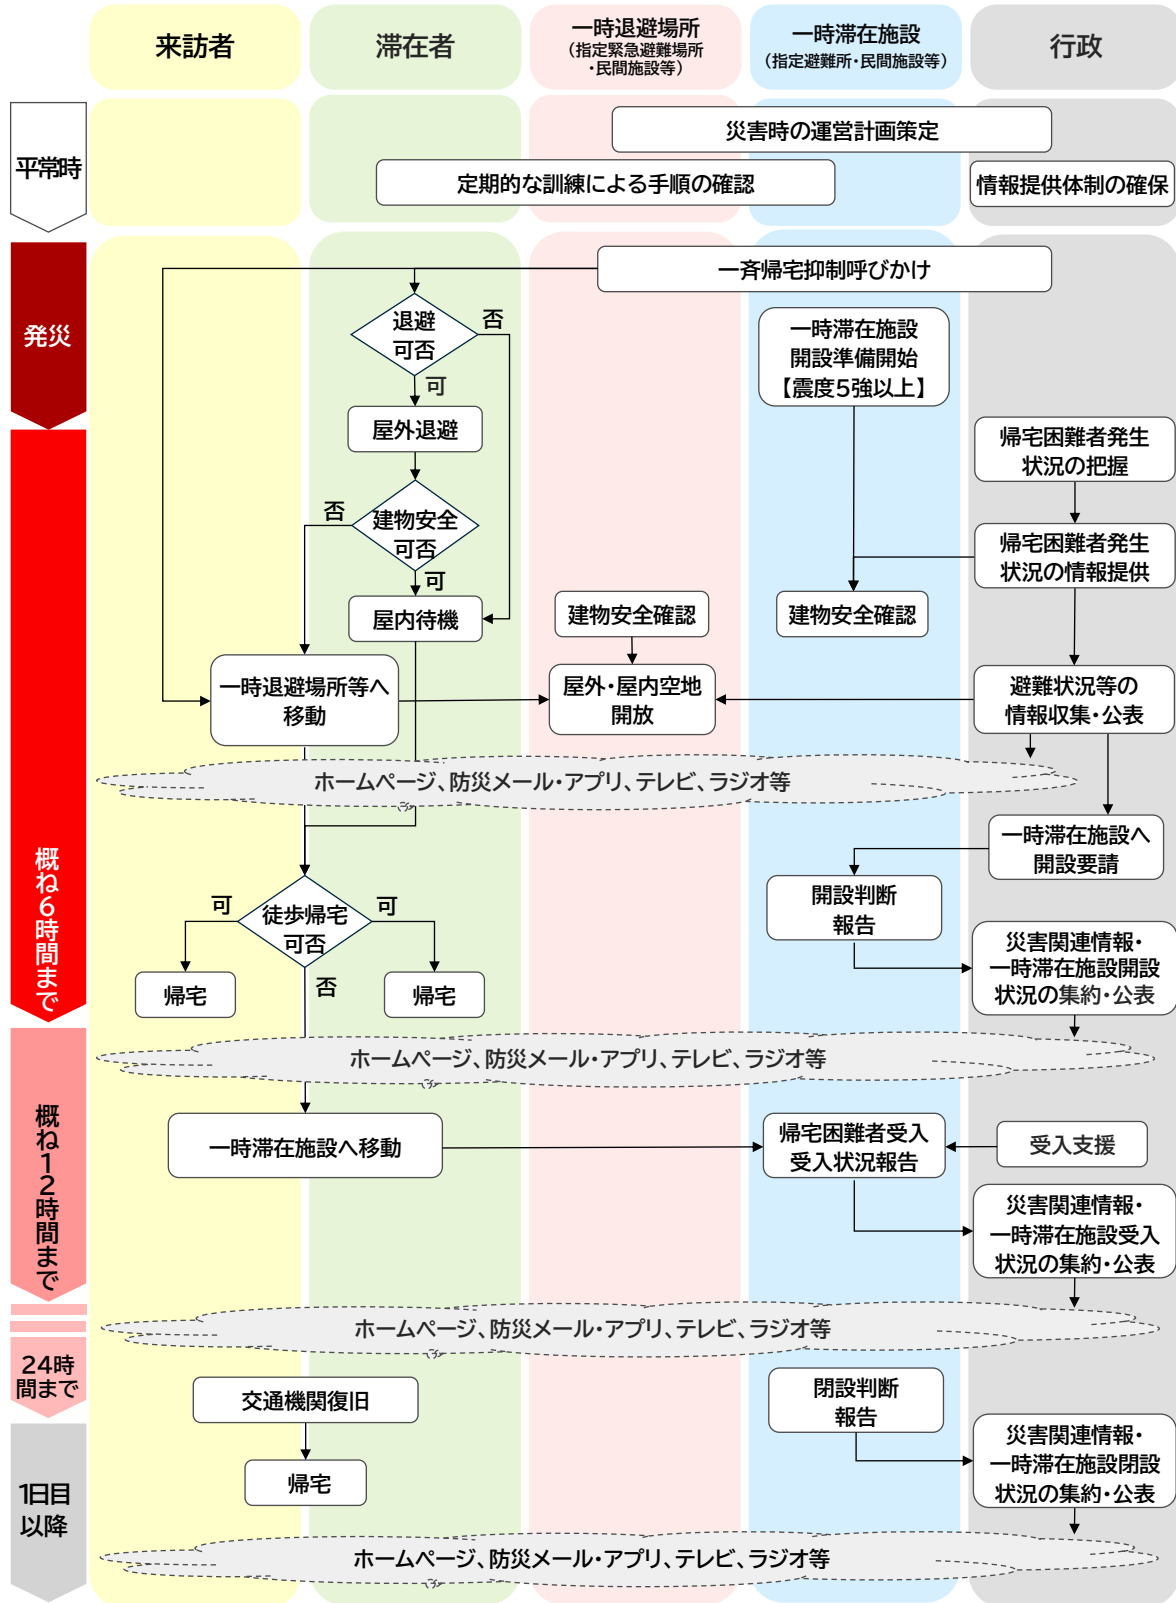 来訪者
滞在者
一時退避場所
（指定緊急避難場所
・民間施設等）
一時滞在施設
（指定避難所・民間施設等）
行政
平常時
災害時の運営計画策定
定期的な訓練による手順の確認
情報提供体制の確保
発災
一斉帰宅抑制呼びかけ
退避
可否
否
可
一時滞在施設
開設準備開始
【震度5強以上】
屋外退避
帰宅困難者発生
状況の把握
建物安全
可否
否
可
帰宅困難者発生
状況の情報提供
屋内待機
建物安全確認
建物安全確認
一時退避場所等へ
移動
屋外・屋内空地
開放
避難状況等の
情報収集・公表
ホームページ、防災メール・アプリ、テレビ、ラジオ等
一時滞在施設へ
開設要請
概ね6時間まで
徒歩帰宅
可否
可
可
否
開設判断
報告
帰宅
帰宅
災害関連情報・
一時滞在施設開設
状況の集約・公表
ホームページ、防災メール・アプリ、テレビ、ラジオ等
概ね12時間まで
一時滞在施設へ移動
帰宅困難者受入
受入状況報告
受入支援
災害関連情報・
一時滞在施設受入
状況の集約・公表
ホームページ、防災メール・アプリ、テレビ、ラジオ等
24時
間まで
交通機関復旧
閉設判断
報告
帰宅
災害関連情報・
一時滞在施設閉設
状況の集約・公表
1日目
以降
ホームページ、防災メール・アプリ、テレビ、ラジオ等